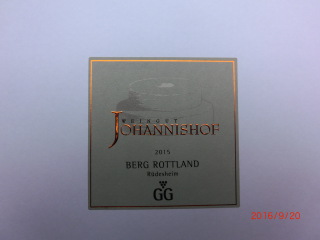 WEINGUT
JOHANNISHOF
2015
BERG ROTTLAND
Rüdesheim
GG
2016/9/20